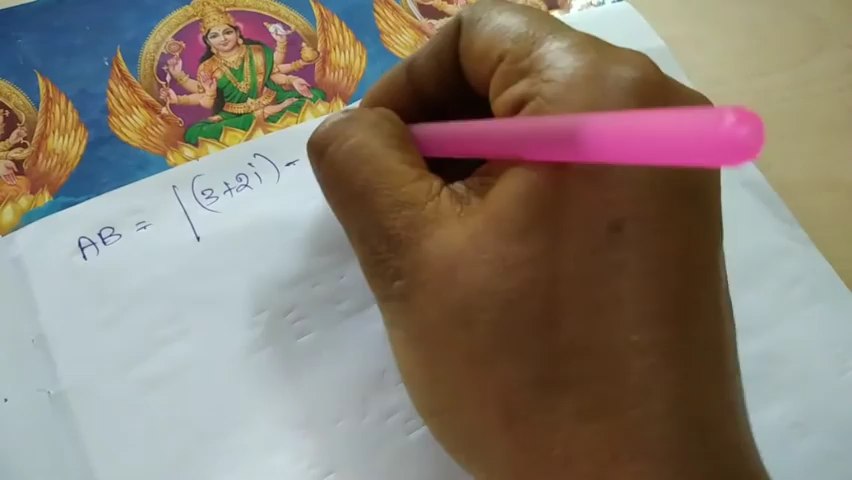 AB = |(3+2i) -